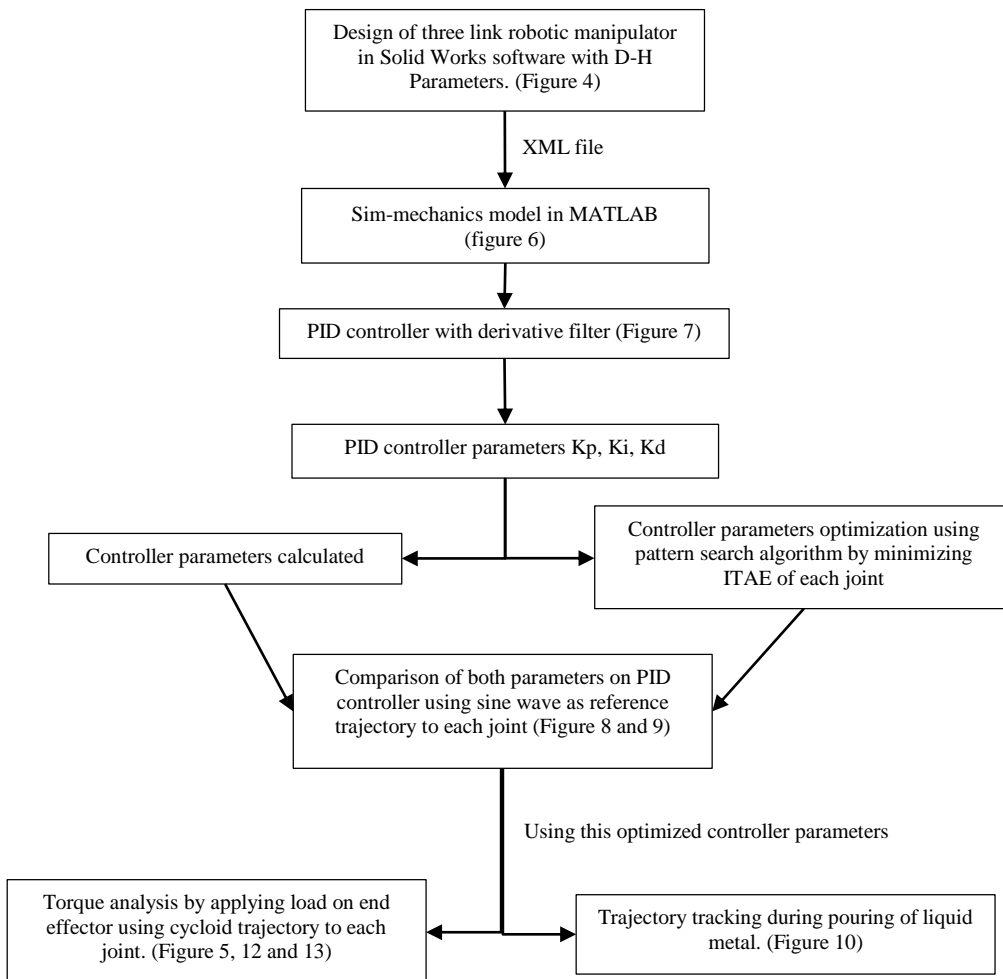 Design of three link robotic manipulator
in Solid Works software with D-H
Parameters. (Figure 4)
XML file
Sim-mechanics model in MATLAB
(figure 6)
PID controller with derivative filter (Figure 7)
PID controller parameters Kp, Ki, Kd
Controller parameters calculated
Controller parameters optimization using
pattern search algorithm by minimizing
ITAE of each joint
Comparison of both parameters on PID
controller using sine wave as reference
trajectory to each joint (Figure 8 and 9)
Using this optimized controller parameters
Torque analysis by applying load on end
effector using cycloid trajectory to each
joint. (Figure 5, 12 and 13)
Trajectory tracking during pouring of liquid
metal. (Figure 10)